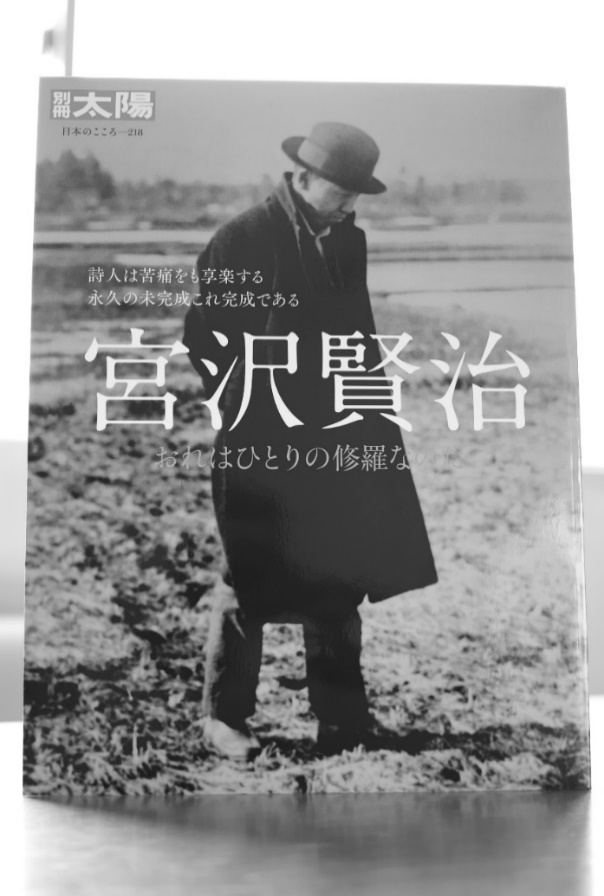 別冊太陽
日本のこころ―218
詩人は苦痛をも享楽する
永久の未完成これ完成である
宮沢賢治
おれはひとりの修羅な